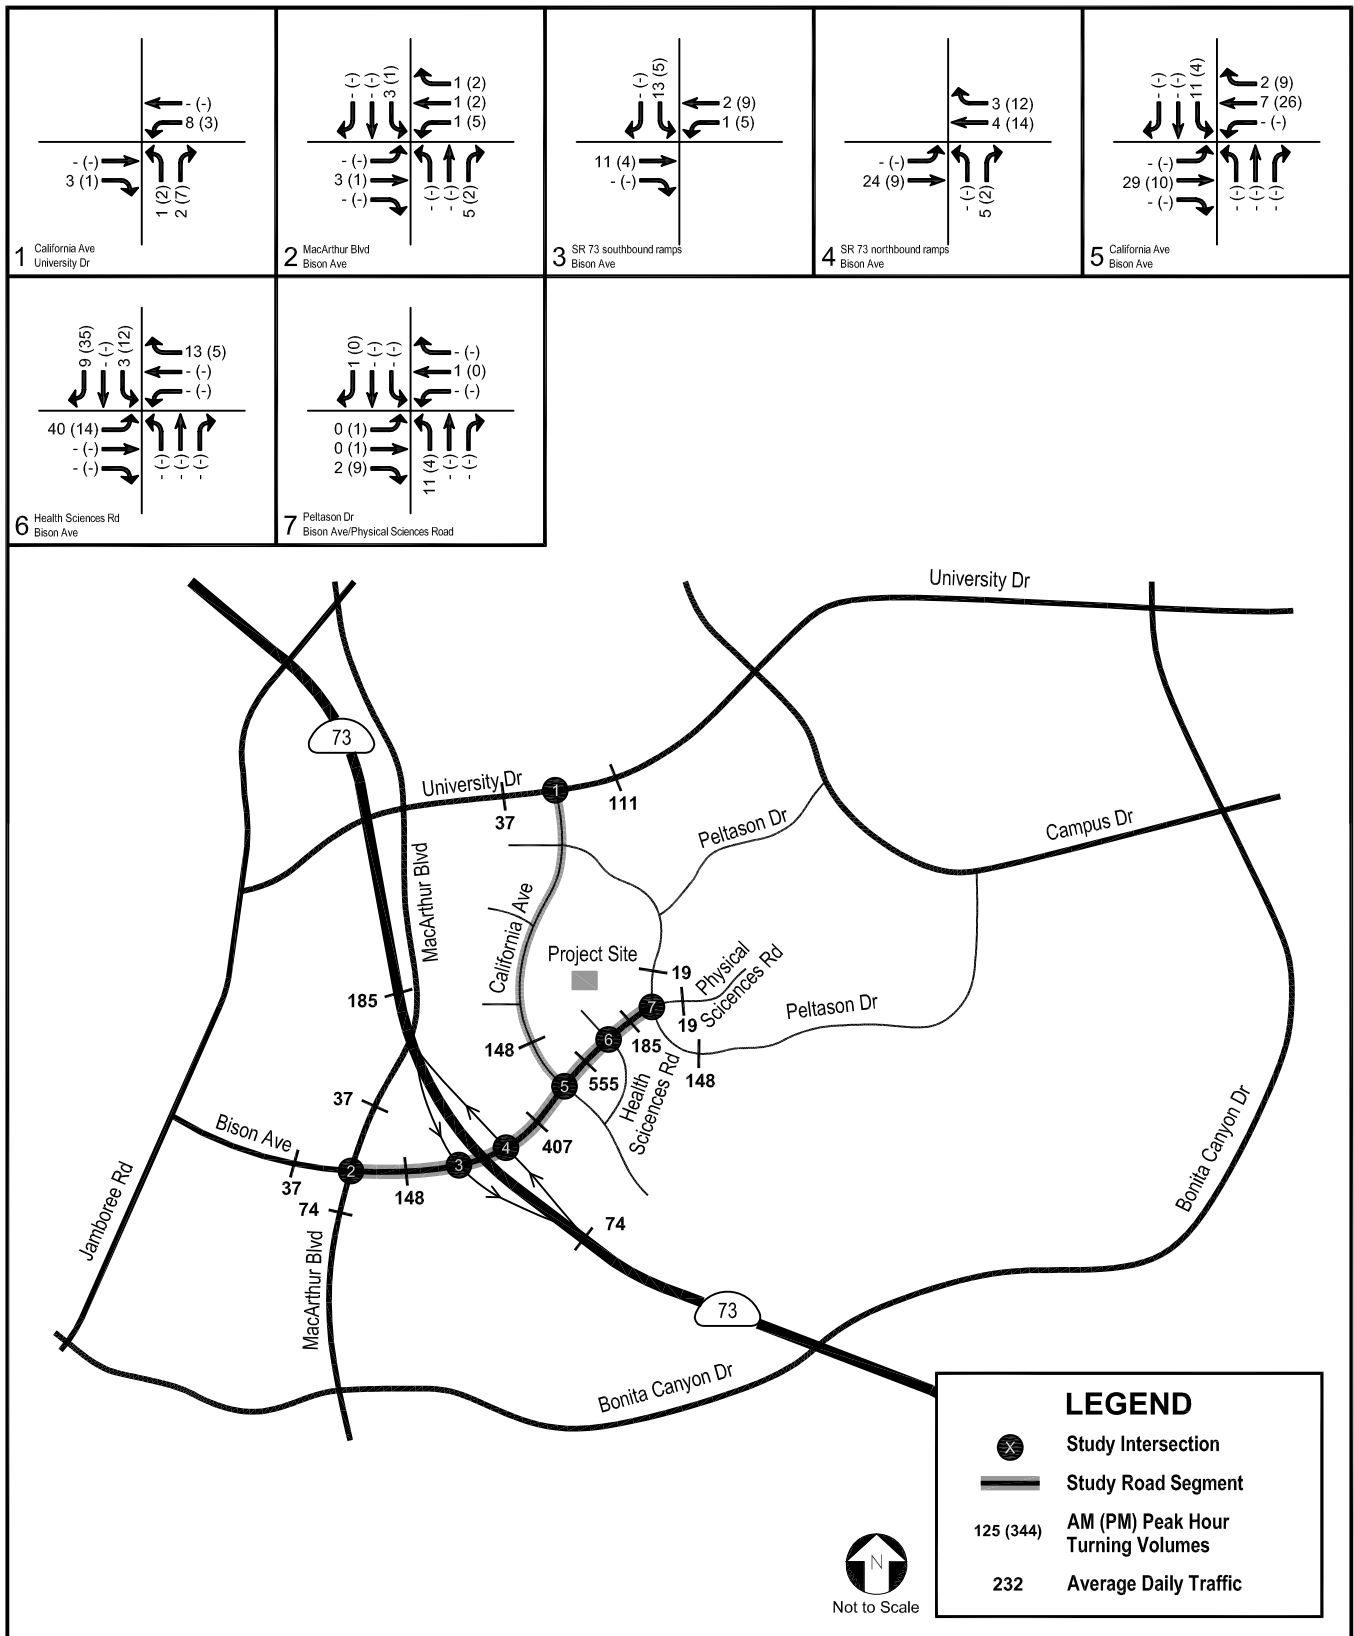 - (-)
8 (3)
- (-)
3 (1)
1 (2)
2 (7)
1
California Ave
University Dr
- (-)
- (-)
3 (1)
1 (2)
1 (2)
1 (5)
- (-)
3 (1)
- (-)
- (-)
- (-)
5 (2)
2
MacArthur Blvd
Bison Ave
- (-)
13 (5)
2 (9)
1 (5)
11 (4)
- (-)
3
SR 73 southbound ramps
Bison Ave
3 (12)
4 (14)
- (-)
24 (9)
- (-)
5 (2)
4
SR 73 northbound ramps
Bison Ave
- (-)
- (-)
11 (4)
2 (9)
7 (26)
- (-)
- (-)
29 (10)
- (-)
- (-)
- (-)
- (-)
5
California Ave
Bison Ave
9 (35)
- (-)
3 (12)
13 (5)
- (-)
- (-)
40 (14)
- (-)
- (-)
- (-)
- (-)
- (-)
6
Health Sciences Rd
Bison Ave
1 (0)
- (-)
- (-)
- (-)
1 (0)
- (-)
0 (1)
0 (1)
2 (9)
11 (4)
- (-)
- (-)
7
Peltason Dr
Bison Ave/Physical Sciences Road
University Dr
73
University Dr
1
37
111
Peltason Dr
Campus Dr
MacArthur Blvd
California Ave
Project Site
19
Physical
Scicences Rd
185
7
19
Peltason Dr
148
6
185
148
5
555
Health
Scicences Rd
37
Bison Ave
4
407
2
3
37
148
74
74
Jamboree Rd
MacArthur Blvd
Bonita Canyon Dr
73
Bonita Canyon Dr
LEGEND
X
Study Intersection
Study Road Segment
125 (344)
AM (PM) Peak Hour
Turning Volumes
232
Average Daily Traffic
N
Not to Scale